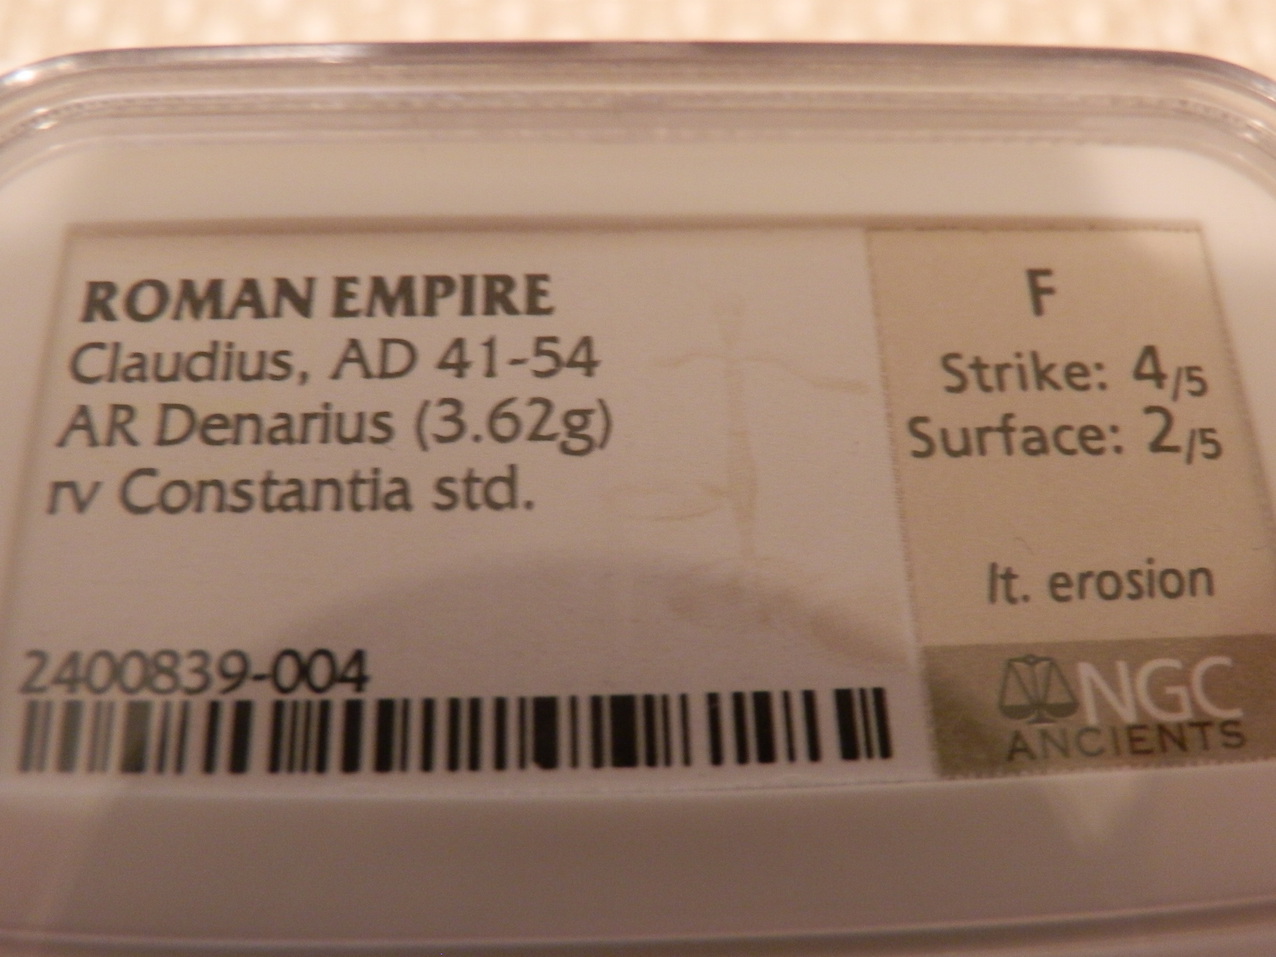 ROMAN EMPIRE
Claudius, AD 41-54
AR Denarius (3.62g)
rv Constantia std.
2400839-004
F
Strike: 4/5
Surface: 2/5
lt. erosion
NGC
ANCIENTS